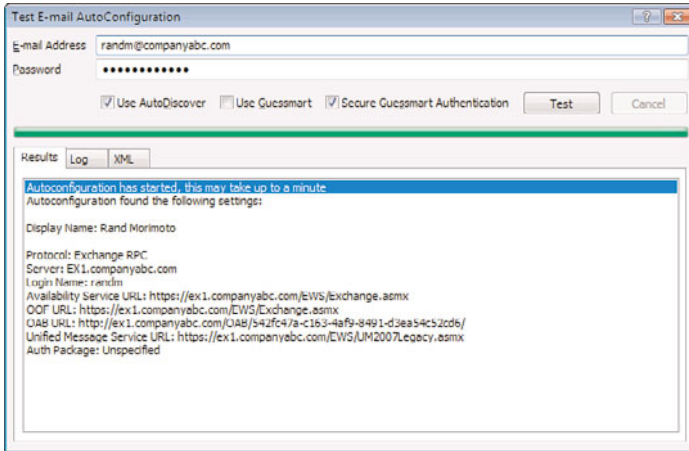 Test E-mail AutoConfiguration
E-mail Address randm@companyabc.com
Password ••••••••••••
Use AutoDiscover Use Guessmart Secure Guessmart Authentication Test Cancel
Results Log XML
Autoconfiguration has started, this may take up to a minute
Autoconfiguration found the following settings:
Display Name: Rand Morimoto
Protocol: Exchange RPC
Server: EX1.companyabc.com
Login Name: randm
Availability Service URL: https://ex1.companyabc.com/EWS/Exchange.asmx
OOF URL: https://ex1.companyabc.com/EWS/Exchange.asmx
OAB URL: http://ex1.companyabc.com/OAB/542fc47a-c163-4af9-8491-d3ea54c52cd6/
Unified Message Service URL: https://ex1.companyabc.com/EWS/UM2007Legacy.asmx
Auth Package: Unspecified